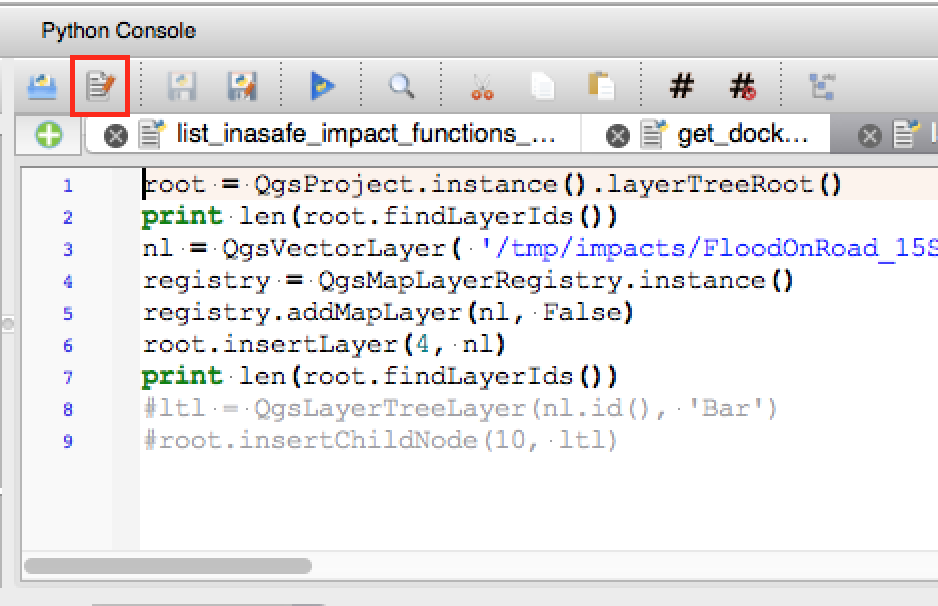 Python Console
# #
list_inasafe_impact_functions_... get_dock...
1 root = QgsProject.instance().layerTreeRoot()
2 print len(root.findLayerIds())
3 nl = QgsVectorLayer( '/tmp/impacts/FloodOnRoad_15S
4 registry = QgsMapLayerRegistry.instance()
5 registry.addMapLayer(nl, False)
6 root.insertLayer(4, nl)
7 print len(root.findLayerIds())
8 #ltl = QgsLayerTreeLayer(nl.id(), 'Bar')
9 #root.insertChildNode(10, ltl)